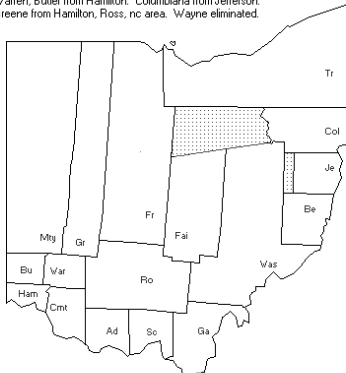 Warren, Butler from Hamilton. Columbiana from Jefferson.
Greene from Hamilton, Ross, nc area. Wayne eliminated.
Tr
Col
Je
Be
Fr
Fai
Mty
Gr
Was
Bu
War
Ro
Ham
Cmt
Ad
Sc
Ga